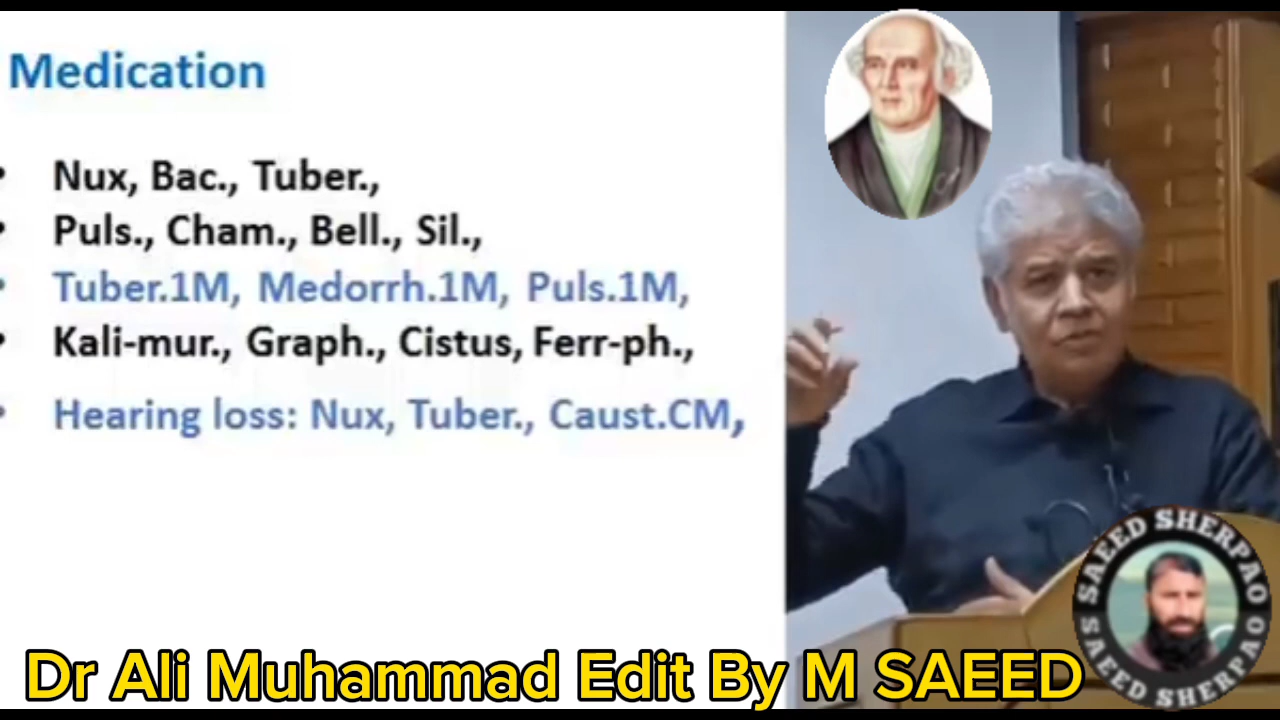 Medication
• Nux, Bac., Tuber.,
• Puls., Cham., Bell., Sil.,
• Tuber.1M, Medorrh.1M, Puls.1M,
• Kali-mur., Graph., Cistus, Ferr-ph.,
• Hearing loss: Nux, Tuber., Caust.CM,
SAEED SHERPAO
SAEED SHERPAO
Dr Ali Muhammad Edit By M SAEED